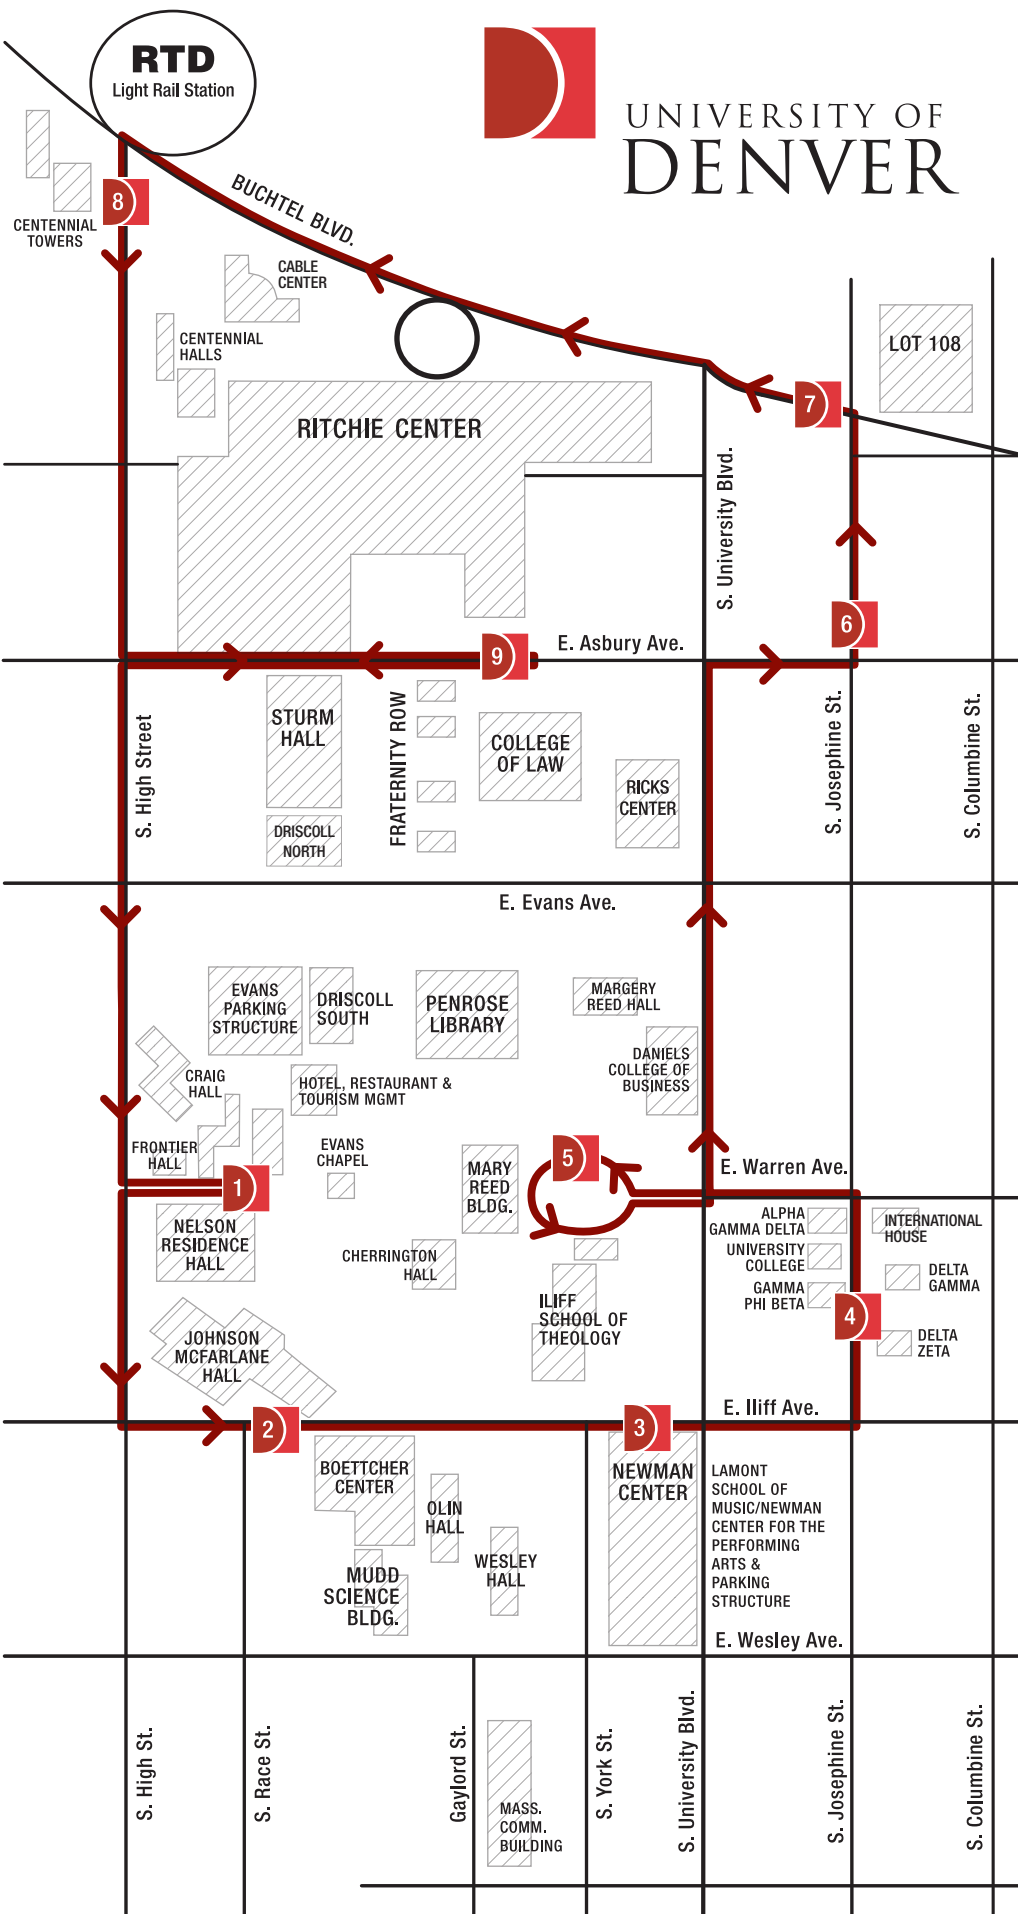 RTD
Light Rail Station
UNIVERSITY OF
DENVER
8
CENTENNIAL
TOWERS
BUCHTEL BLVD.
CABLE
CENTER
CENTENNIAL
HALLS
LOT 108
7
RITCHIE CENTER
S. University Blvd.
6
E. Asbury Ave.
9
S. High Street
STURM
HALL
FRATERNITY ROW
COLLEGE
OF LAW
RICKS
CENTER
S. Josephine St.
S. Columbine St.
DRISCOLL
NORTH
E. Evans Ave.
EVANS
PARKING
STRUCTURE
DRISCOLL
SOUTH
PENROSE
LIBRARY
MARGERY
REED HALL
DANIELS
COLLEGE OF
BUSINESS
CRAIG
HALL
HOTEL, RESTAURANT &
TOURISM MGMT
FRONTIER
HALL
EVANS
CHAPEL
1
MARY
REED
BLDG.
5
E. Warren Ave.
NELSON
RESIDENCE
HALL
CHERRINGTON
HALL
ALPHA
GAMMA DELTA
INTERNATIONAL
HOUSE
UNIVERSITY
COLLEGE
DELTA
GAMMA
GAMMA
PHI BETA
4
DELTA
ZETA
ILIFF
SCHOOL OF
THEOLOGY
JOHNSON
MCFARLANE
HALL
E. Iliff Ave.
2
3
BOETTCHER
CENTER
OLIN
HALL
NEWMAN
CENTER
LAMONT
SCHOOL OF
MUSIC/NEWMAN
CENTER FOR THE
PERFORMING
ARTS &
PARKING
STRUCTURE
MUDD
SCIENCE
BLDG.
WESLEY
HALL
E. Wesley Ave.
S. High St.
S. Race St.
Gaylord St.
MASS.
COMM.
BUILDING
S. York St.
S. University Blvd.
S. Josephine St.
S. Columbine St.